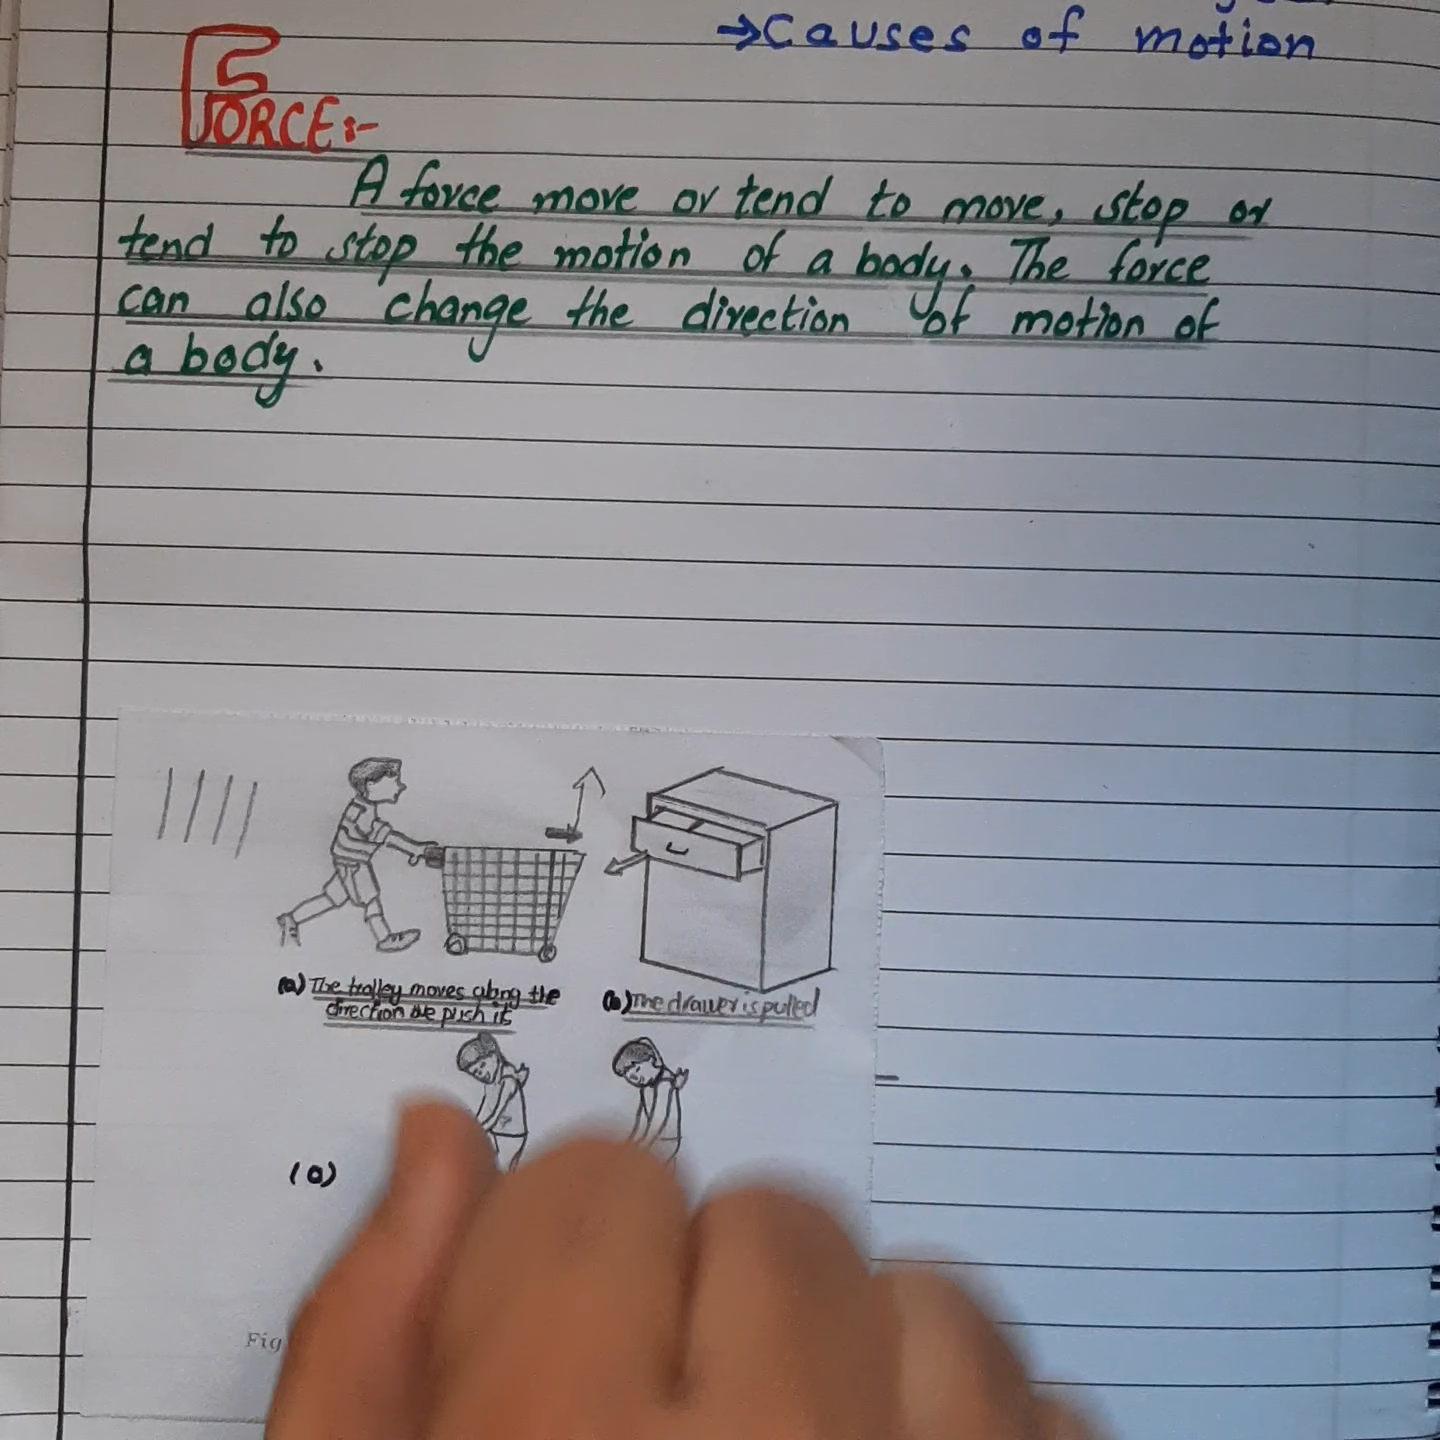 →Causes of motion
FORCE:-
A force move or tend to move, stop or
tend to stop the motion of a body. The force
can also change the direction of motion of
a body.
(a) The trolley moves along the
direction we push it
(b) The drawer is pulled
(c)
Fig